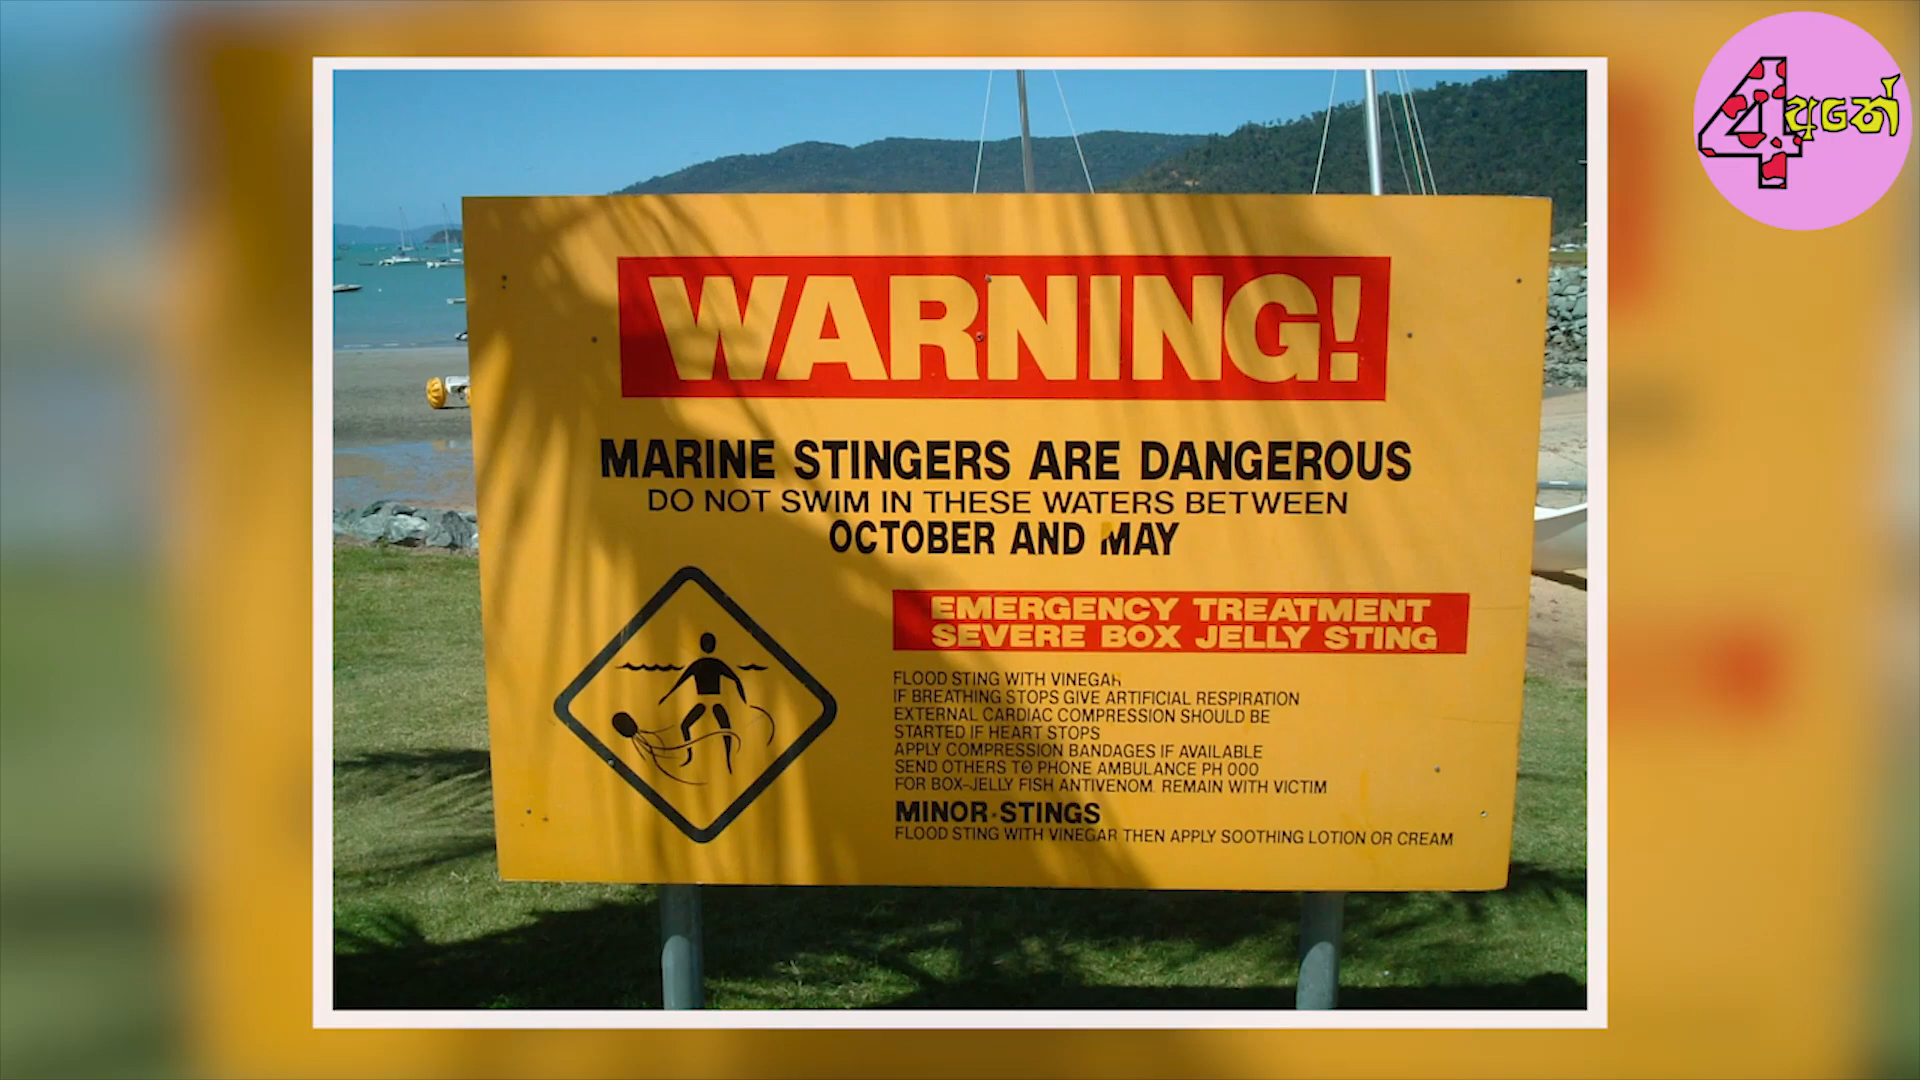 4 අතේ
WARNING!
MARINE STINGERS ARE DANGEROUS
DO NOT SWIM IN THESE WATERS BETWEEN
OCTOBER AND MAY
EMERGENCY TREATMENT
SEVERE BOX JELLY STING
FLOOD STING WITH VINEGAR
IF BREATHING STOPS GIVE ARTIFICIAL RESPIRATION
EXTERNAL CARDIAC COMPRESSION SHOULD BE
STARTED IF HEART STOPS
APPLY COMPRESSION BANDAGES IF AVAILABLE
SEND OTHERS TO PHONE AMBULANCE PH 000
FOR BOX-JELLY FISH ANTIVENOM. REMAIN WITH VICTIM
MINOR STINGS
FLOOD STING WITH VINEGAR THEN APPLY SOOTHING LOTION OR CREAM